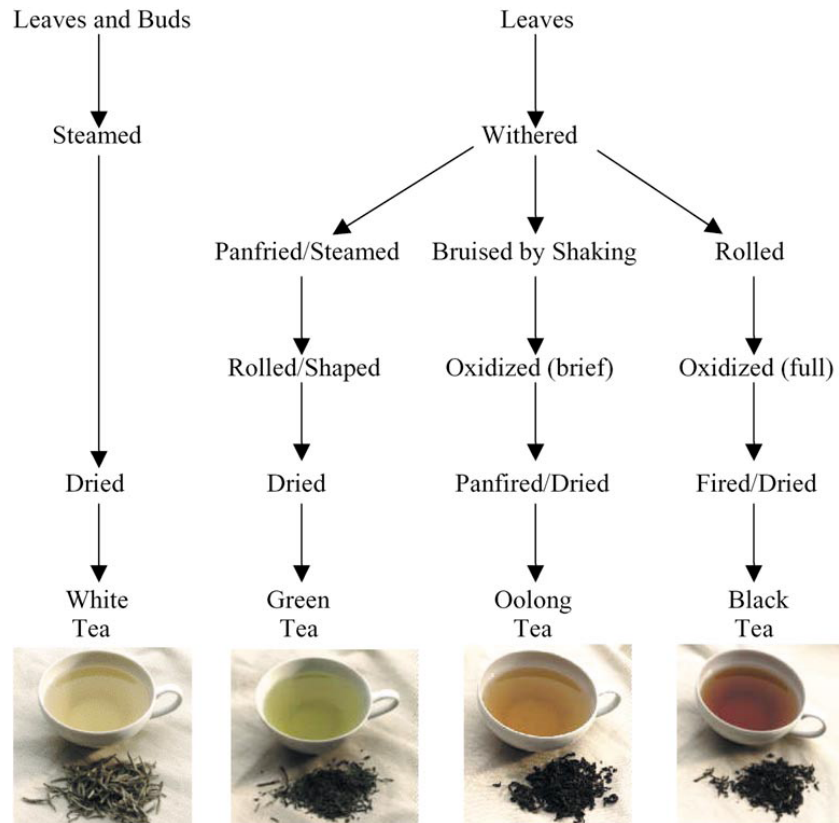 Leaves and Buds
Leaves
Steamed
Withered
Panfried/Steamed
Bruised by Shaking
Rolled
Rolled/Shaped
Oxidized (brief)
Oxidized (full)
Dried
Dried
Panfired/Dried
Fired/Dried
White
Tea
Green
Tea
Oolong
Tea
Black
Tea